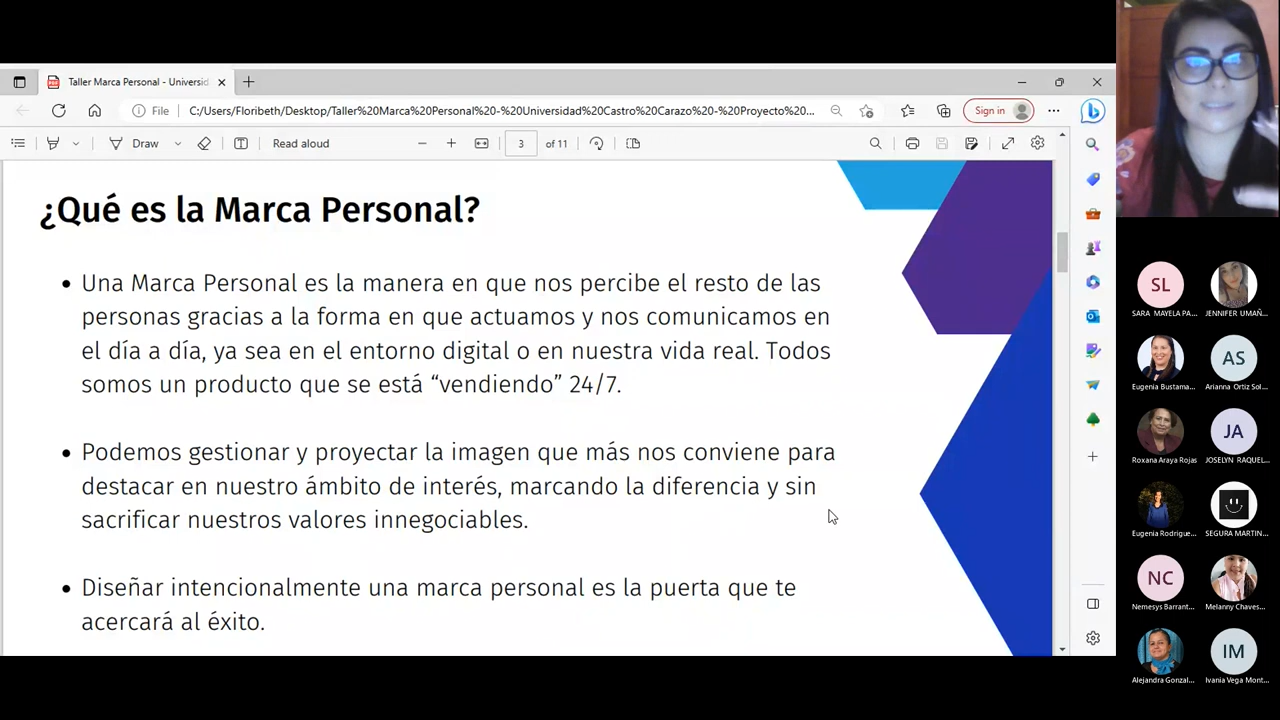 Taller Marca Personal - Universid
File
C:/Users/Floribeth/Desktop/Taller%20Marca%20Personal%20-%20Universidad%20Castro%20Carazo%20-%20Proyecto%20...
Sign in
Draw
Read aloud
3
of 11
¿Qué es la Marca Personal?
• Una Marca Personal es la manera en que nos percibe el resto de las
personas gracias a la forma en que actuamos y nos comunicamos en
el día a día, ya sea en el entorno digital o en nuestra vida real. Todos
somos un producto que se está “vendiendo” 24/7.
• Podemos gestionar y proyectar la imagen que más nos conviene para
destacar en nuestro ámbito de interés, marcando la diferencia y sin
sacrificar nuestros valores innegociables.
• Diseñar intencionalmente una marca personal es la puerta que te
acercará al éxito.
SL
SARA MAYELA PA...
JENNIFER UMAÑ...
Eugenia Bustama...
AS
Arianna Ortiz Sol...
Roxana Araya Rojas
JA
JOSELYN RAQUEL...
Eugenia Rodrigue...
SEGURA MARTIN...
NC
Nemesys Barrant...
Melanny Chaves...
Alejandra Gonzal...
IM
Ivania Vega Mont...